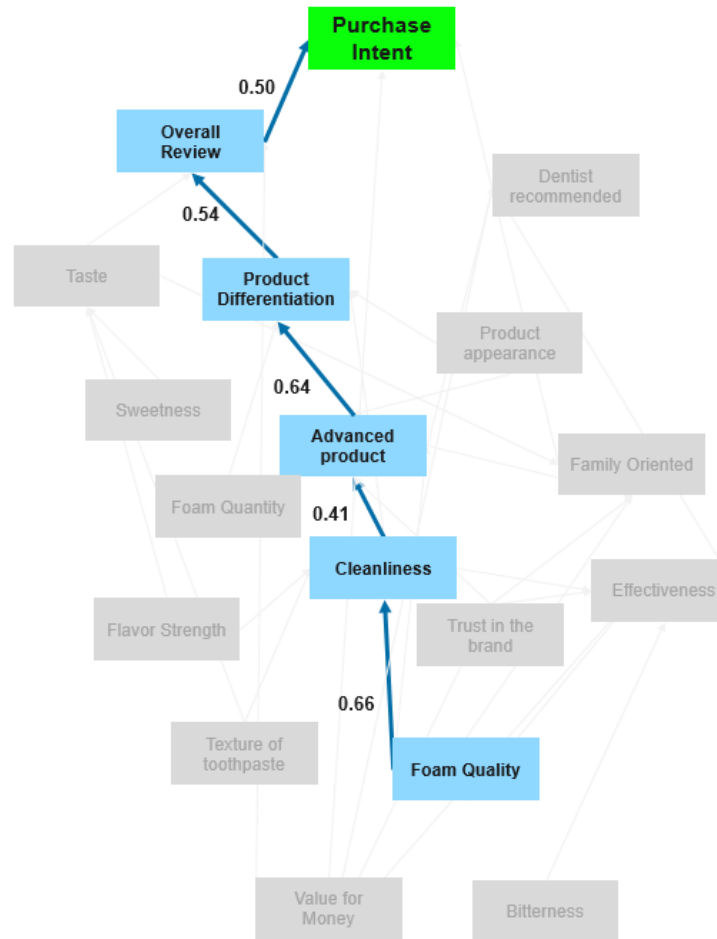 Purchase
Intent
0.50
Overall
Review
Dentist
recommended
0.54
Taste
Product
Differentiation
Product
appearance
0.64
Sweetness
Advanced
product
Family Oriented
Foam Quantity
0.41
Cleanliness
Effectiveness
Flavor Strength
Trust in the
brand
0.66
Texture of
toothpaste
Foam Quality
Value for
Money
Bitterness